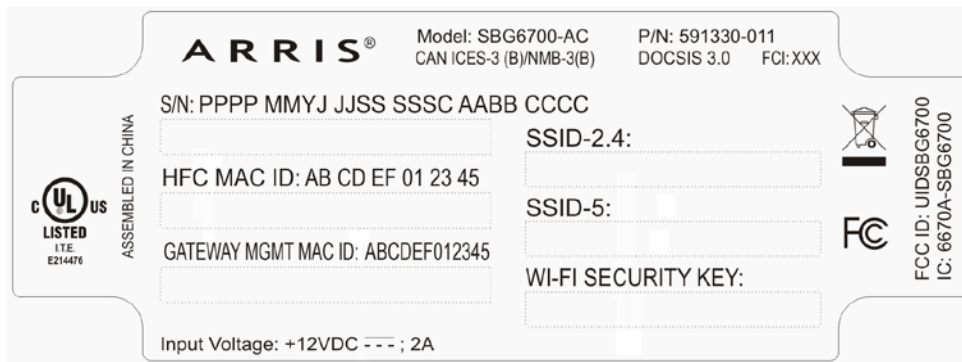 ARRIS®
Model: SBG6700-AC
P/N: 591330-011
CAN ICES-3 (B)/NMB-3(B)
DOCSIS 3.0 FCI:XXX
S/N: PPPP MMYJ JJSS SSSC AABB CCCC
HFC MAC ID: AB CD EF 01 23 45
GATEWAY MGMT MAC ID: ABCDEF012345
SSID-2.4:
SSID-5:
WI-FI SECURITY KEY:
Input Voltage: +12VDC ; 2A
ASSEMBLED IN CHINA
C UL US
LISTED
I.T.E.
E214476
FC
FCC ID: UIDSBG6700
IC: 6670A-SBG6700